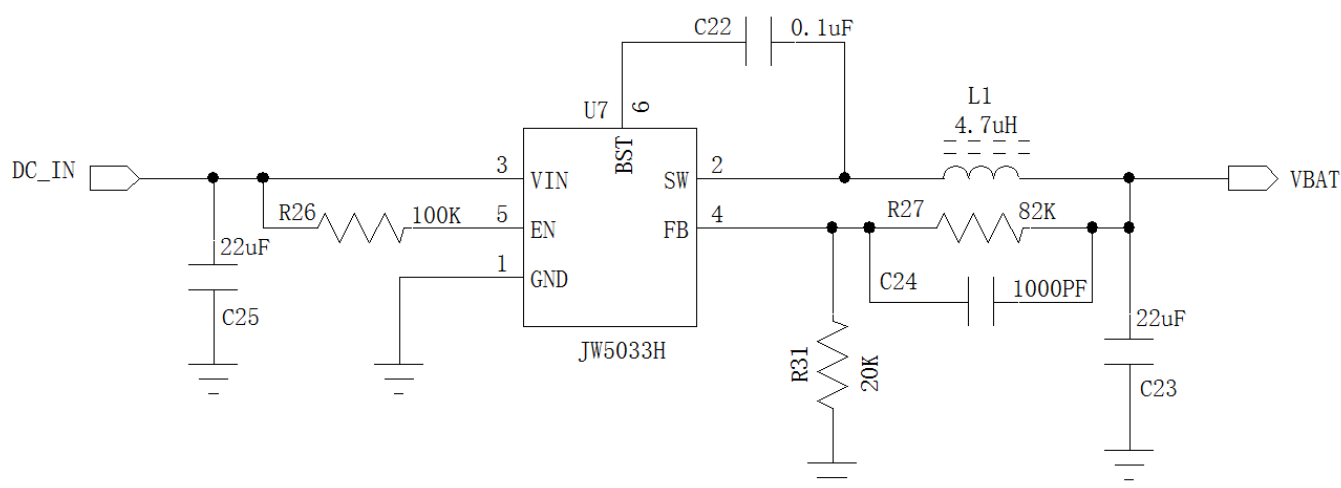 C22 0.1uF
U7 6
L1
4.7uH
BST
DC_IN 3 VIN SW 2 VBAT
R26 100K 5 EN FB 4 R27 82K
22uF 1 GND C24 1000PF
C25 22uF
JW5033H R31 20K C23